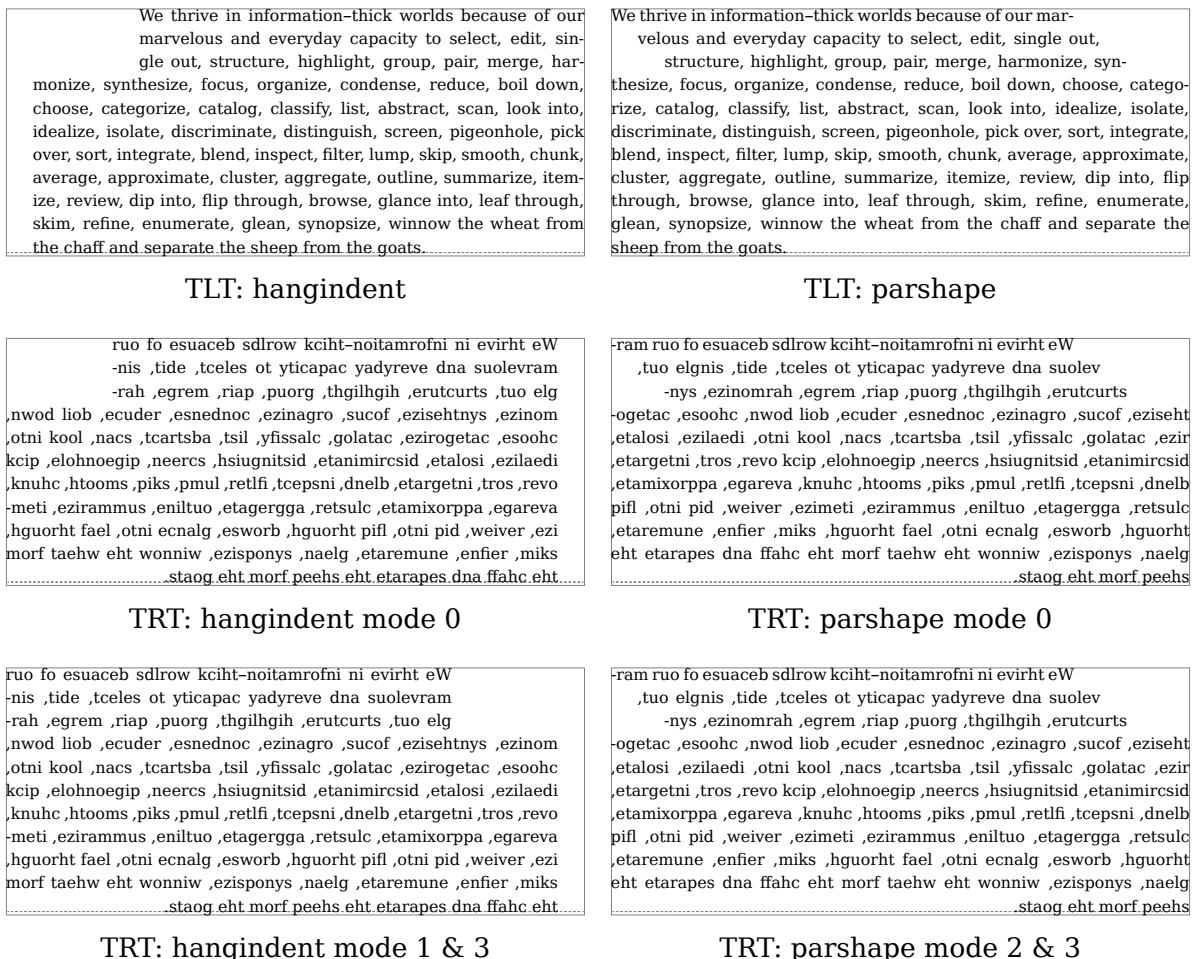 We thrive in information–thick worlds because of our
marvelous and everyday capacity to select, edit, sin-
gle out, structure, highlight, group, pair, merge, har-
monize, synthesize, focus, organize, condense, reduce, boil down,
choose, categorize, catalog, classify, list, abstract, scan, look into,
idealize, isolate, discriminate, distinguish, screen, pigeonhole, pick
over, sort, integrate, blend, inspect, filter, lump, skip, smooth, chunk,
average, approximate, cluster, aggregate, outline, summarize, item-
ize, review, dip into, flip through, browse, glance into, leaf through,
skim, refine, enumerate, glean, synopsize, winnow the wheat from
the chaff and separate the sheep from the goats.
TLT: hangindent
We thrive in information–thick worlds because of our mar-
velous and everyday capacity to select, edit, single out,
structure, highlight, group, pair, merge, harmonize, syn-
thesize, focus, organize, condense, reduce, boil down, choose, catego-
rize, catalog, classify, list, abstract, scan, look into, idealize, isolate,
discriminate, distinguish, screen, pigeonhole, pick over, sort, integrate,
blend, inspect, filter, lump, skip, smooth, chunk, average, approximate,
cluster, aggregate, outline, summarize, itemize, review, dip into, flip
through, browse, glance into, leaf through, skim, refine, enumerate,
glean, synopsize, winnow the wheat from the chaff and separate the
sheep from the goats.
TLT: parshape
ruo fo esuaceb sdlrow kciht–noitamrofni ni evirht eW
-nis ,tide ,tceles ot yticapac yadyreve dna suolevram
-rah ,egrem ,riap ,puorg ,thgilhgih ,erutcurts ,tuo elg
,nwod liob ,ecuder ,esnednoc ,ezinagro ,sucof ,ezisehtnys ,ezinom
,otni kool ,nacs ,tcartsba ,tsil ,yfissalc ,golatac ,ezirogetac ,esoohc
kcip ,elohnoegip ,neercs ,hsiugnitsid ,etanimircsid ,etalosi ,ezilaedi
,knuhc ,htooms ,piks ,pmul ,retlfi ,tcepsni ,dnelb ,etargetni ,tros ,revo
-meti ,ezirammus ,eniltuo ,etagergga ,retsulc ,etamixorppa ,egareva
,hguorht fael ,otni ecnalg ,esworb ,hguorht pifl ,otni pid ,weiver ,ezi
morf taehw eht wonniw ,ezisponys ,naelg ,etaremune ,enfier ,miks
.staog eht morf peehs eht etarapes dna ffahc eht
TRT: hangindent mode 0
-ram ruo fo esuaceb sdlrow kciht–noitamrofni ni evirht eW
,tuo elgnis ,tide ,tceles ot yticapac yadyreve dna suolev
-nys ,ezinomrah ,egrem ,riap ,puorg ,thgilhgih ,erutcurts
-ogetac ,esoohc ,nwod liob ,ecuder ,esnednoc ,ezinagro ,sucof ,eziseht
,etalosi ,ezilaedi ,otni kool ,nacs ,tcartsba ,tsil ,yfissalc ,golatac ,ezir
,etargetni ,tros ,revo kcip ,elohnoegip ,neercs ,hsiugnitsid ,etanimircsid
,etamixorppa ,egareva ,knuhc ,htooms ,piks ,pmul ,retlfi ,tcepsni ,dnelb
pifl ,otni pid ,weiver ,ezimeti ,ezirammus ,eniltuo ,etagergga ,retsulc
,etaremune ,enfier ,miks ,hguorht fael ,otni ecnalg ,esworb ,hguorht
eht etarapes dna ffahc eht morf taehw eht wonniw ,ezisponys ,naelg
.staog eht morf peehs
TRT: parshape mode 0
ruo fo esuaceb sdlrow kciht–noitamrofni ni evirht eW
-nis ,tide ,tceles ot yticapac yadyreve dna suolevram
-rah ,egrem ,riap ,puorg ,thgilhgih ,erutcurts ,tuo elg
,nwod liob ,ecuder ,esnednoc ,ezinagro ,sucof ,ezisehtnys ,ezinom
,otni kool ,nacs ,tcartsba ,tsil ,yfissalc ,golatac ,ezirogetac ,esoohc
kcip ,elohnoegip ,neercs ,hsiugnitsid ,etanimircsid ,etalosi ,ezilaedi
,knuhc ,htooms ,piks ,pmul ,retlfi ,tcepsni ,dnelb ,etargetni ,tros ,revo
-meti ,ezirammus ,eniltuo ,etagergga ,retsulc ,etamixorppa ,egareva
,hguorht fael ,otni ecnalg ,esworb ,hguorht pifl ,otni pid ,weiver ,ezi
morf taehw eht wonniw ,ezisponys ,naelg ,etaremune ,enfier ,miks
.staog eht morf peehs eht etarapes dna ffahc eht
TRT: hangindent mode 1 & 3
-ram ruo fo esuaceb sdlrow kciht–noitamrofni ni evirht eW
,tuo elgnis ,tide ,tceles ot yticapac yadyreve dna suolev
-nys ,ezinomrah ,egrem ,riap ,puorg ,thgilhgih ,erutcurts
-ogetac ,esoohc ,nwod liob ,ecuder ,esnednoc ,ezinagro ,sucof ,eziseht
,etalosi ,ezilaedi ,otni kool ,nacs ,tcartsba ,tsil ,yfissalc ,golatac ,ezir
,etargetni ,tros ,revo kcip ,elohnoegip ,neercs ,hsiugnitsid ,etanimircsid
,etamixorppa ,egareva ,knuhc ,htooms ,piks ,pmul ,retlfi ,tcepsni ,dnelb
pifl ,otni pid ,weiver ,ezimeti ,ezirammus ,eniltuo ,etagergga ,retsulc
,etaremune ,enfier ,miks ,hguorht fael ,otni ecnalg ,esworb ,hguorht
eht etarapes dna ffahc eht morf taehw eht wonniw ,ezisponys ,naelg
.staog eht morf peehs
TRT: parshape mode 2 & 3